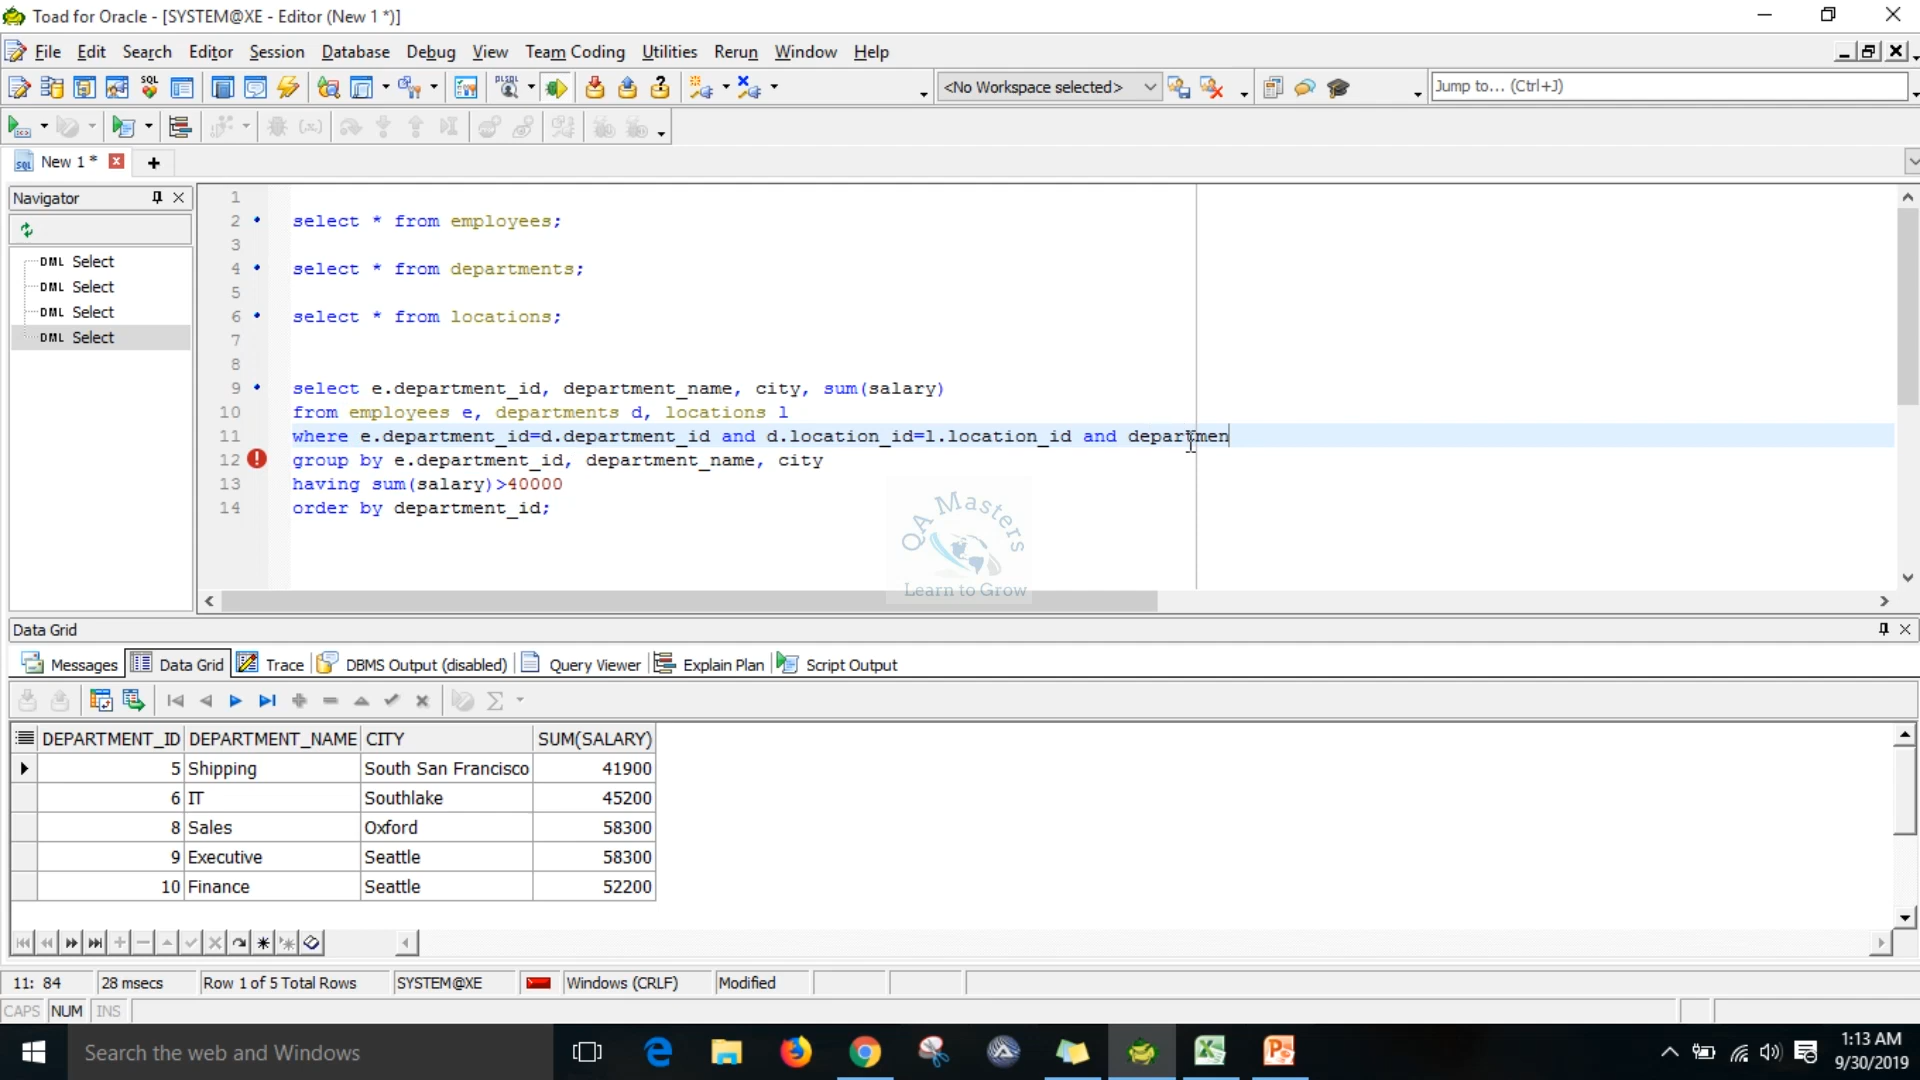 Toad for Oracle - [SYSTEM@XE - Editor (New 1 *)]
File Edit Search Editor Session Database Debug View Team Coding Utilities Rerun Window Help
SQL
PLSQL
<No Workspace selected>
Jump to... (Ctrl+J)
SQL New 1 *
Navigator
DML Select
DML Select
DML Select
DML Select
1
2 select * from employees;
3
4 select * from departments;
5
6 select * from locations;
7
8
9 select e.department_id, department_name, city, sum(salary)
10 from employees e, departments d, locations l
11 where e.department_id=d.department_id and d.location_id=l.location_id and departmen
12 group by e.department_id, department_name, city
13 having sum(salary)>40000
14 order by department_id;
QA Masters
Learn to Grow
Data Grid
Messages Data Grid Trace DBMS Output (disabled) Query Viewer Explain Plan Script Output
DEPARTMENT_ID DEPARTMENT_NAME CITY SUM(SALARY)
5 Shipping South San Francisco 41900
6 IT Southlake 45200
8 Sales Oxford 58300
9 Executive Seattle 58300
10 Finance Seattle 52200
11: 84 28 msecs Row 1 of 5 Total Rows SYSTEM@XE Windows (CRLF) Modified
CAPS NUM INS
Search the web and Windows
1:13 AM
9/30/2019